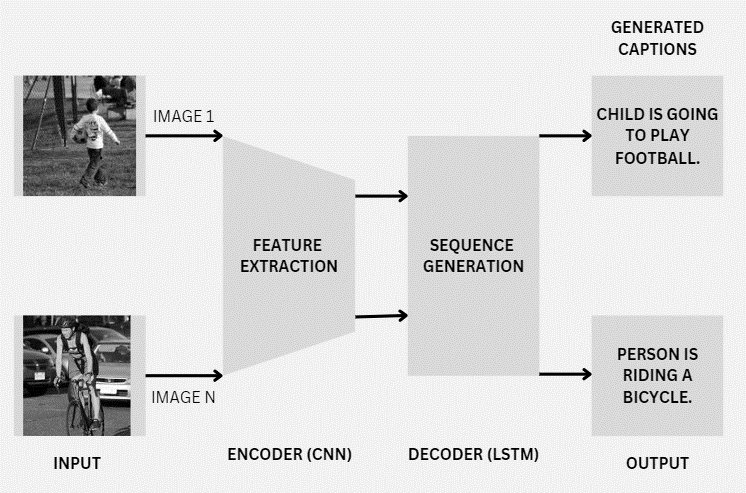 GENERATED
CAPTIONS
IMAGE 1
CHILD IS GOING
TO PLAY
FOOTBALL.
FEATURE
EXTRACTION
SEQUENCE
GENERATION
IMAGE N
PERSON IS
RIDING A
BICYCLE.
INPUT
ENCODER (CNN)
DECODER (LSTM)
OUTPUT